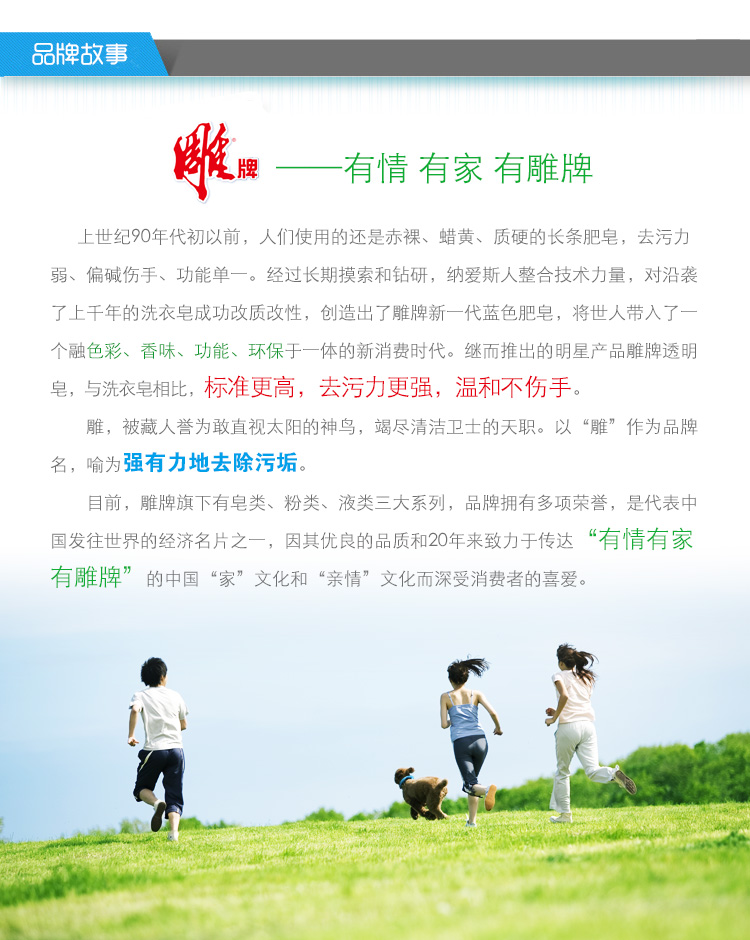 品牌故事
雕牌 ——有情 有家 有雕牌
上世纪90年代初以前，人们使用的还是赤裸、蜡黄、质硬的长条肥皂，去污力
弱、偏碱伤手、功能单一。经过长期摸索和钻研，纳爱斯人整合技术力量，对沿袭
了上千年的洗衣皂成功改质改性，创造出了雕牌新一代蓝色肥皂，将世人带入了一
个融色彩、香味、功能、环保于一体的新消费时代。继而推出的明星产品雕牌透明
皂，与洗衣皂相比，标准更高，去污力更强，温和不伤手。
雕，被藏人誉为敢直视太阳的神鸟，竭尽清洁卫士的天职。以“雕”作为品牌
名，喻为强有力地去除污垢。
目前，雕牌旗下有皂类、粉类、液类三大系列，品牌拥有多项荣誉，是代表中
国发往世界的经济名片之一，因其优良的品质和20年来致力于传达“有情有家
有雕牌”的中国“家”文化和“亲情”文化而深受消费者的喜爱。